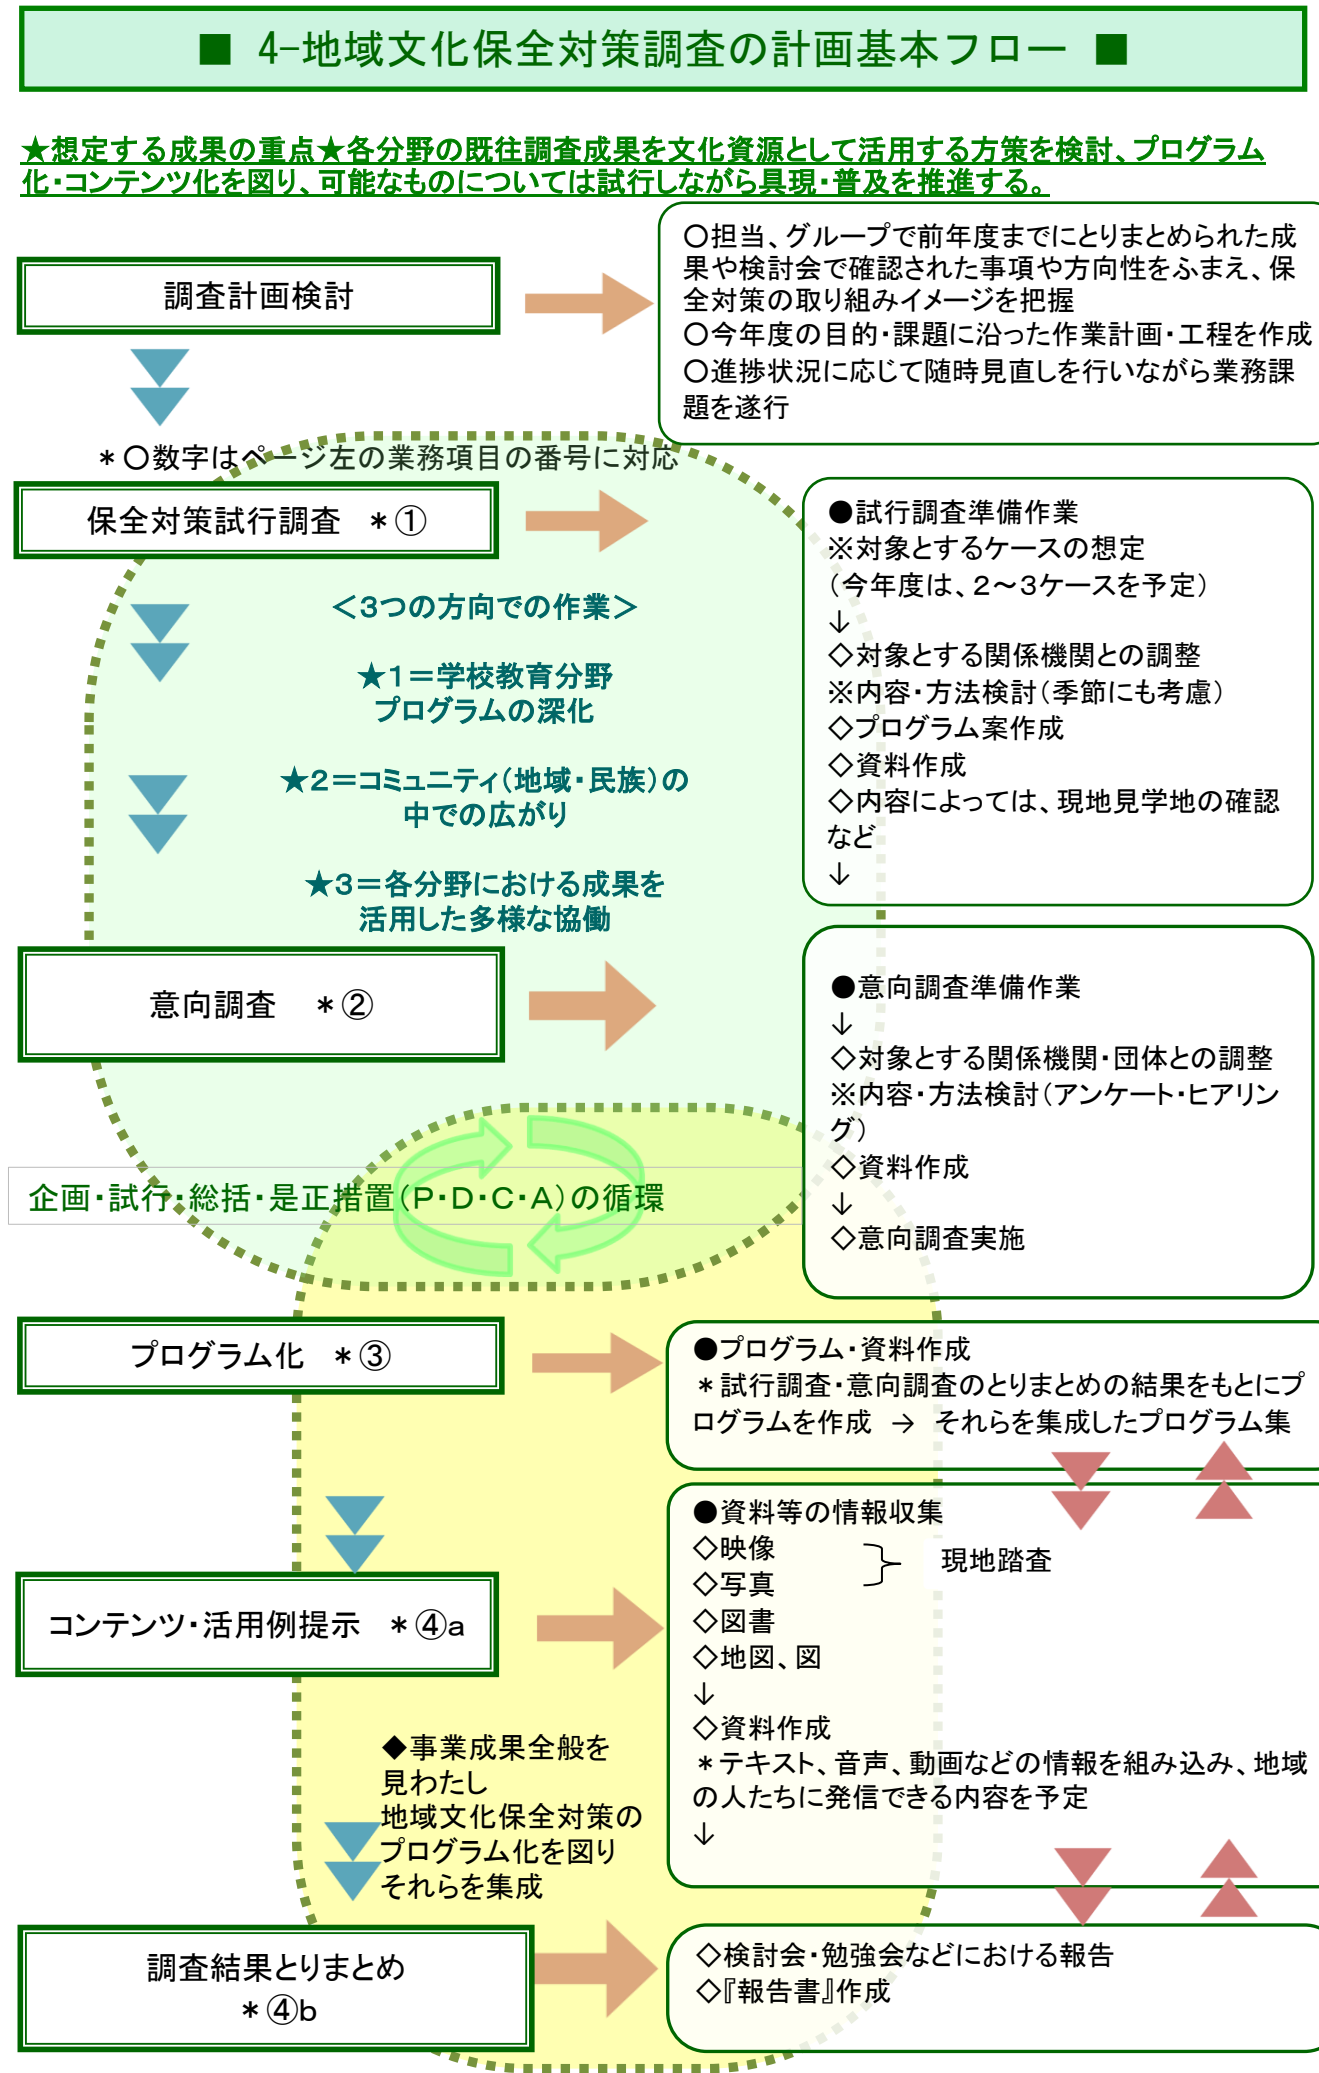 ■ 4-地域文化保全対策調査の計画基本フロー ■
★想定する成果の重点★各分野の既往調査成果を文化資源として活用する方策を検討、プログラム
化・コンテンツ化を図り、可能なものについては試行しながら具現・普及を推進する。
調査計画検討
〇担当、グループで前年度までにとりまとめられた成
果や検討会で確認された事項や方向性をふまえ、保
全対策の取り組みイメージを把握
〇今年度の目的・課題に沿った作業計画・工程を作成
〇進捗状況に応じて随時見直しを行いながら業務課
題を遂行
＊〇数字はページ左の業務項目の番号に対応
保全対策試行調査 ＊①
●試行調査準備作業
※対象とするケースの想定
（今年度は、２～３ケースを予定）
↓
◇対象とする関係機関との調整
※内容・方法検討（季節にも考慮）
◇プログラム案作成
◇資料作成
◇内容によっては、現地見学地の確認
など
↓
＜３つの方向での作業＞
★１＝学校教育分野
プログラムの深化
★２＝コミュニティ（地域・民族）の
中での広がり
★３＝各分野における成果を
活用した多様な協働
意向調査 ＊②
●意向調査準備作業
↓
◇対象とする関係機関・団体との調整
※内容・方法検討（アンケート・ヒアリン
グ）
◇資料作成
↓
◇意向調査実施
企画・試行・総括・是正措置（Ｐ・Ｄ・Ｃ・Ａ）の循環
プログラム化 ＊③
●プログラム・資料作成
＊試行調査・意向調査のとりまとめの結果をもとにプ
ログラムを作成 → それらを集成したプログラム集
コンテンツ・活用例提示 ＊④a
●資料等の情報収集
◇映像
◇写真
現地踏査
◇図書
◇地図、図
↓
◇資料作成
＊テキスト、音声、動画などの情報を組み込み、地域
の人たちに発信できる内容を予定
↓
◆事業成果全般を
見わたし
地域文化保全対策の
プログラム化を図り
それらを集成
調査結果とりまとめ
＊④b
◇検討会・勉強会などにおける報告
◇『報告書』作成